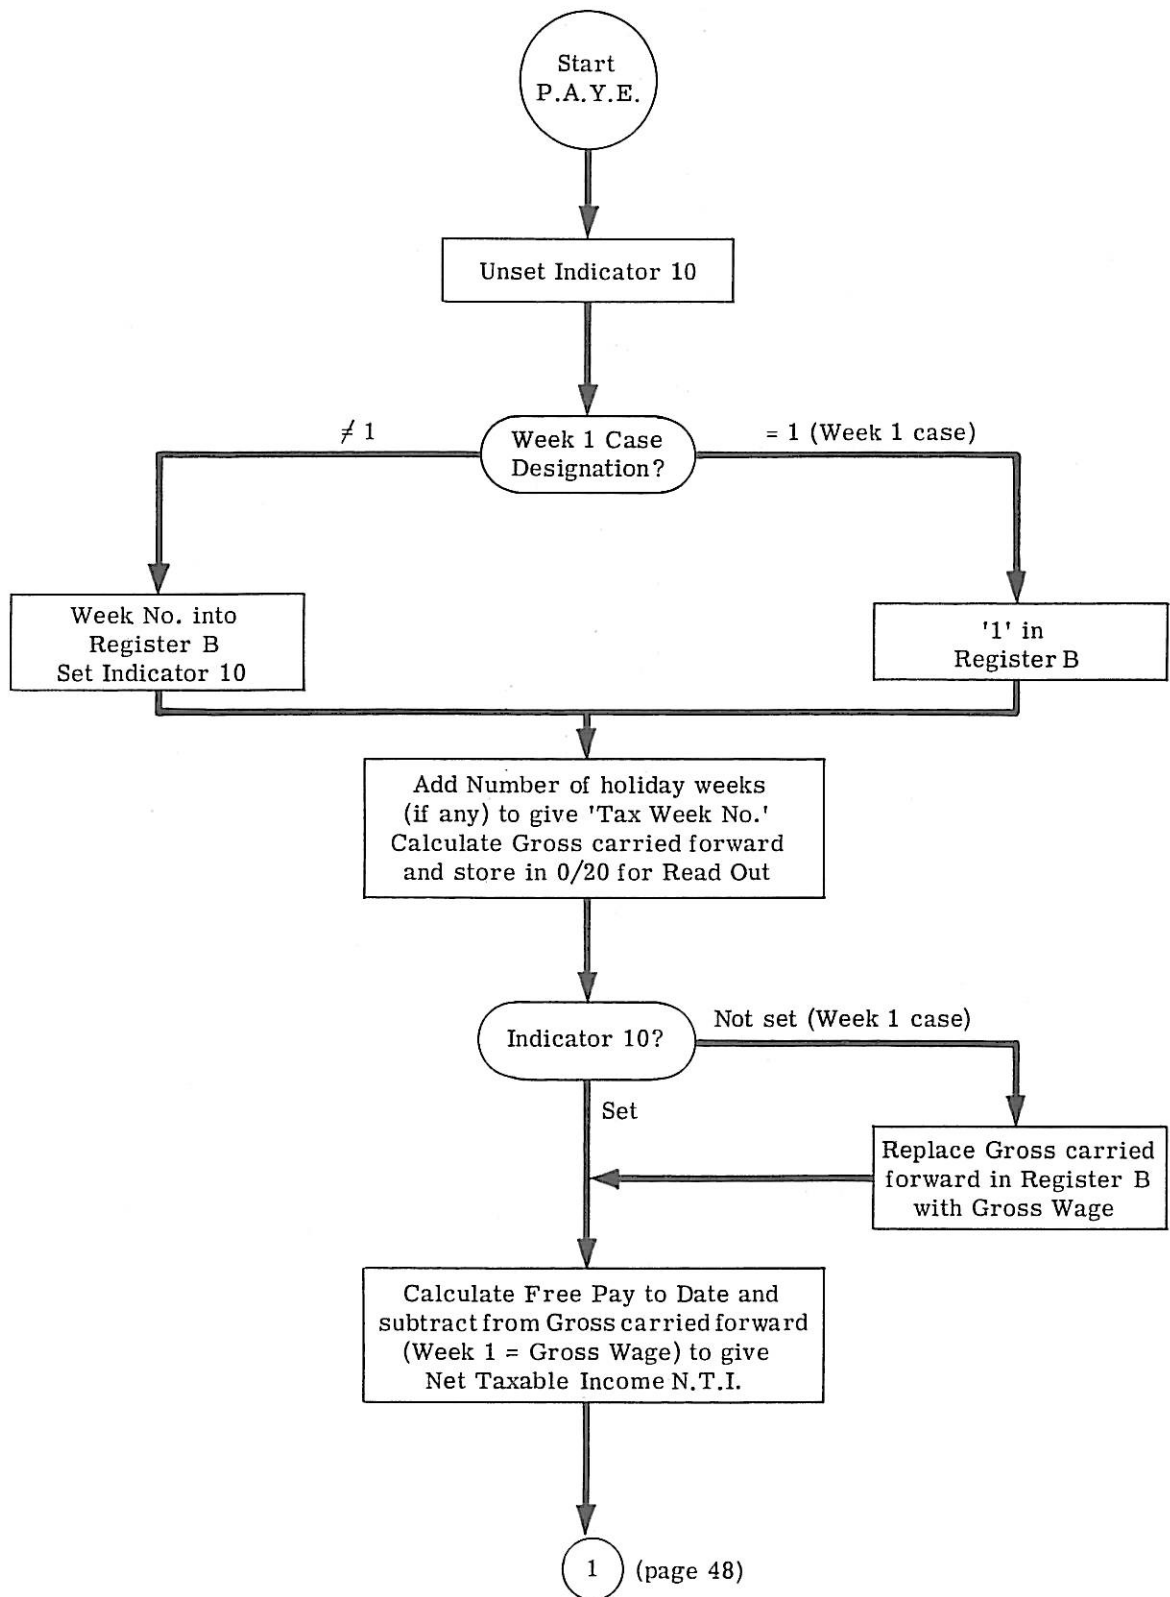 Start
P.A.Y.E.
Unset Indicator 10
≠ 1
Week 1 Case
Designation?
= 1 (Week 1 case)
Week No. into
Register B
Set Indicator 10
'1' in
Register B
Add Number of holiday weeks
(if any) to give 'Tax Week No.'
Calculate Gross carried forward
and store in 0/20 for Read Out
Indicator 10?
Not set (Week 1 case)
Set
Replace Gross carried
forward in Register B
with Gross Wage
Calculate Free Pay to Date and
subtract from Gross carried forward
(Week 1 = Gross Wage) to give
Net Taxable Income N.T.I.
1 (page 48)